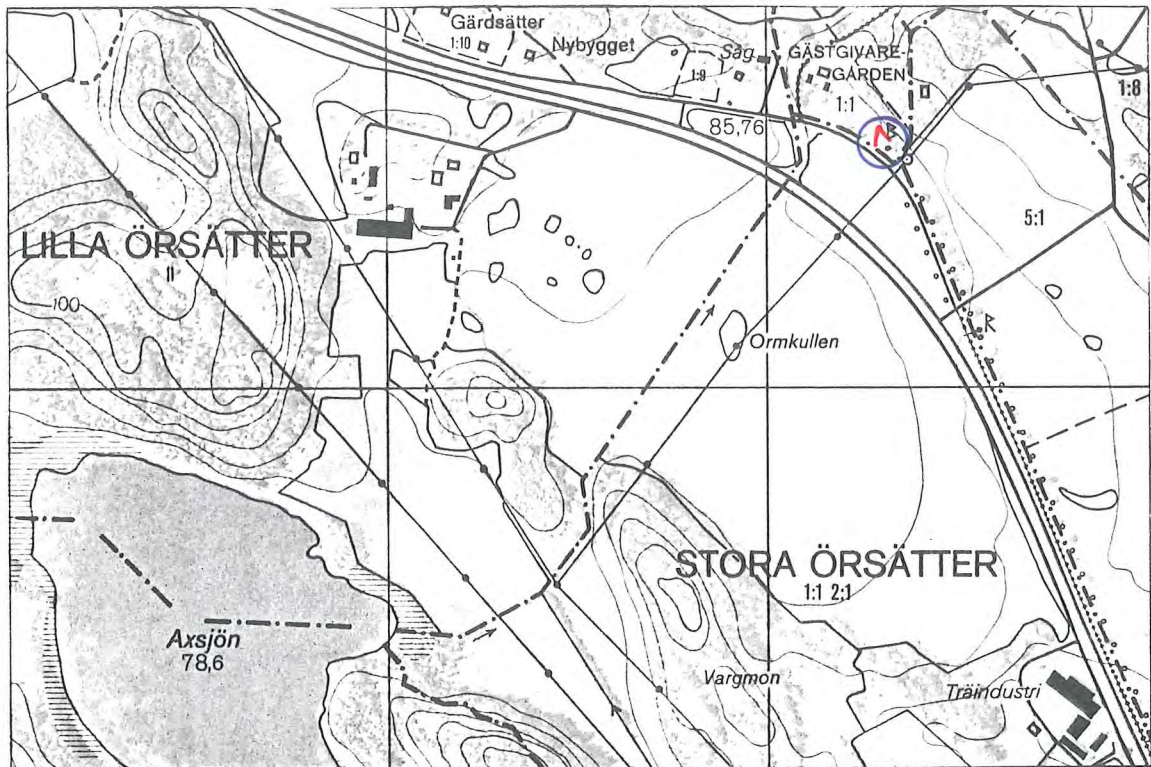 Gärdsätter
1:10
Nybygget
Såg
1:9
GÄSTGIVARE-
GÅRDEN
1:1
1:8
85,76
R
5:1
LILLA ÖRSÄTTER
100
R
Ormkullen
STORA ÖRSÄTTER
1:1 2:1
Axsjön
78,6
Vargmon
Träindustri